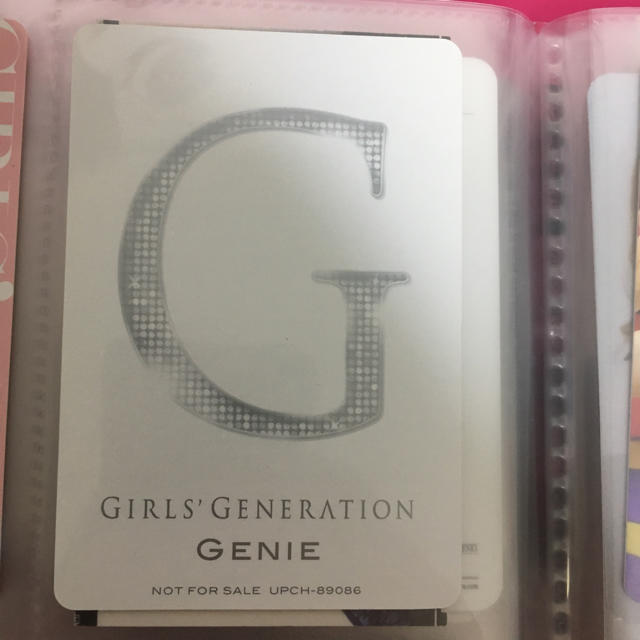 G
GIRLS' GENERATION
GENIE
NOT FOR SALE UPCH-89086